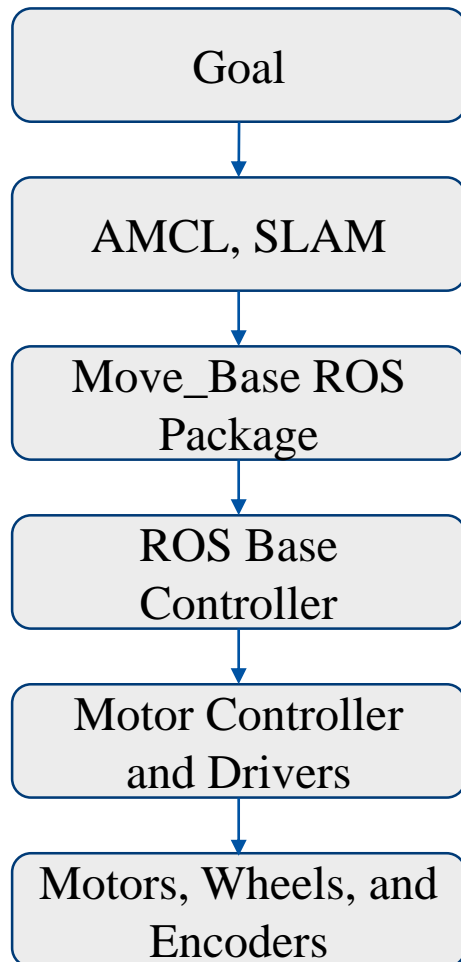 Goal
AMCL, SLAM
Move_Base ROS
Package
ROS Base
Controller
Motor Controller
and Drivers
Motors, Wheels, and
Encoders